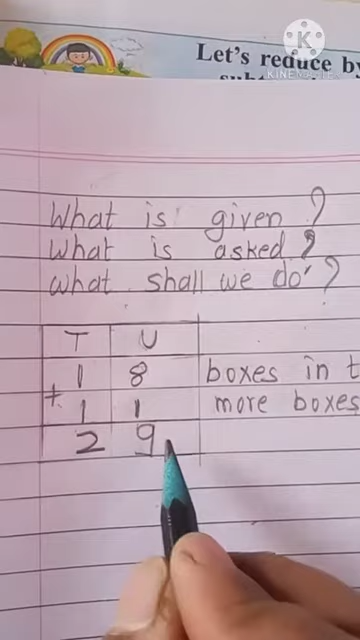 Let's reduce by
KINEMASTER
What is given?
What is asked?
What shall we do?
T U
1 8 boxes in t
+ 1 1 more boxes
2 9